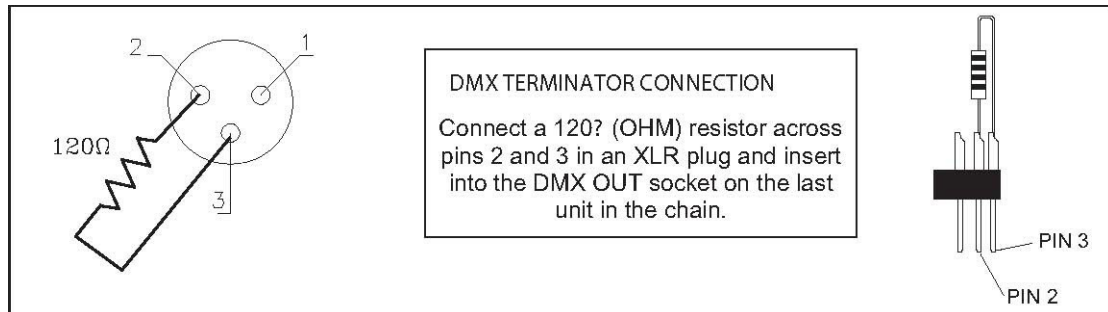 2
1
120Ω
3
DMX TERMINATOR CONNECTION
Connect a 120? (OHM) resistor across
pins 2 and 3 in an XLR plug and insert
into the DMX OUT socket on the last
unit in the chain.
PIN 3
PIN 2